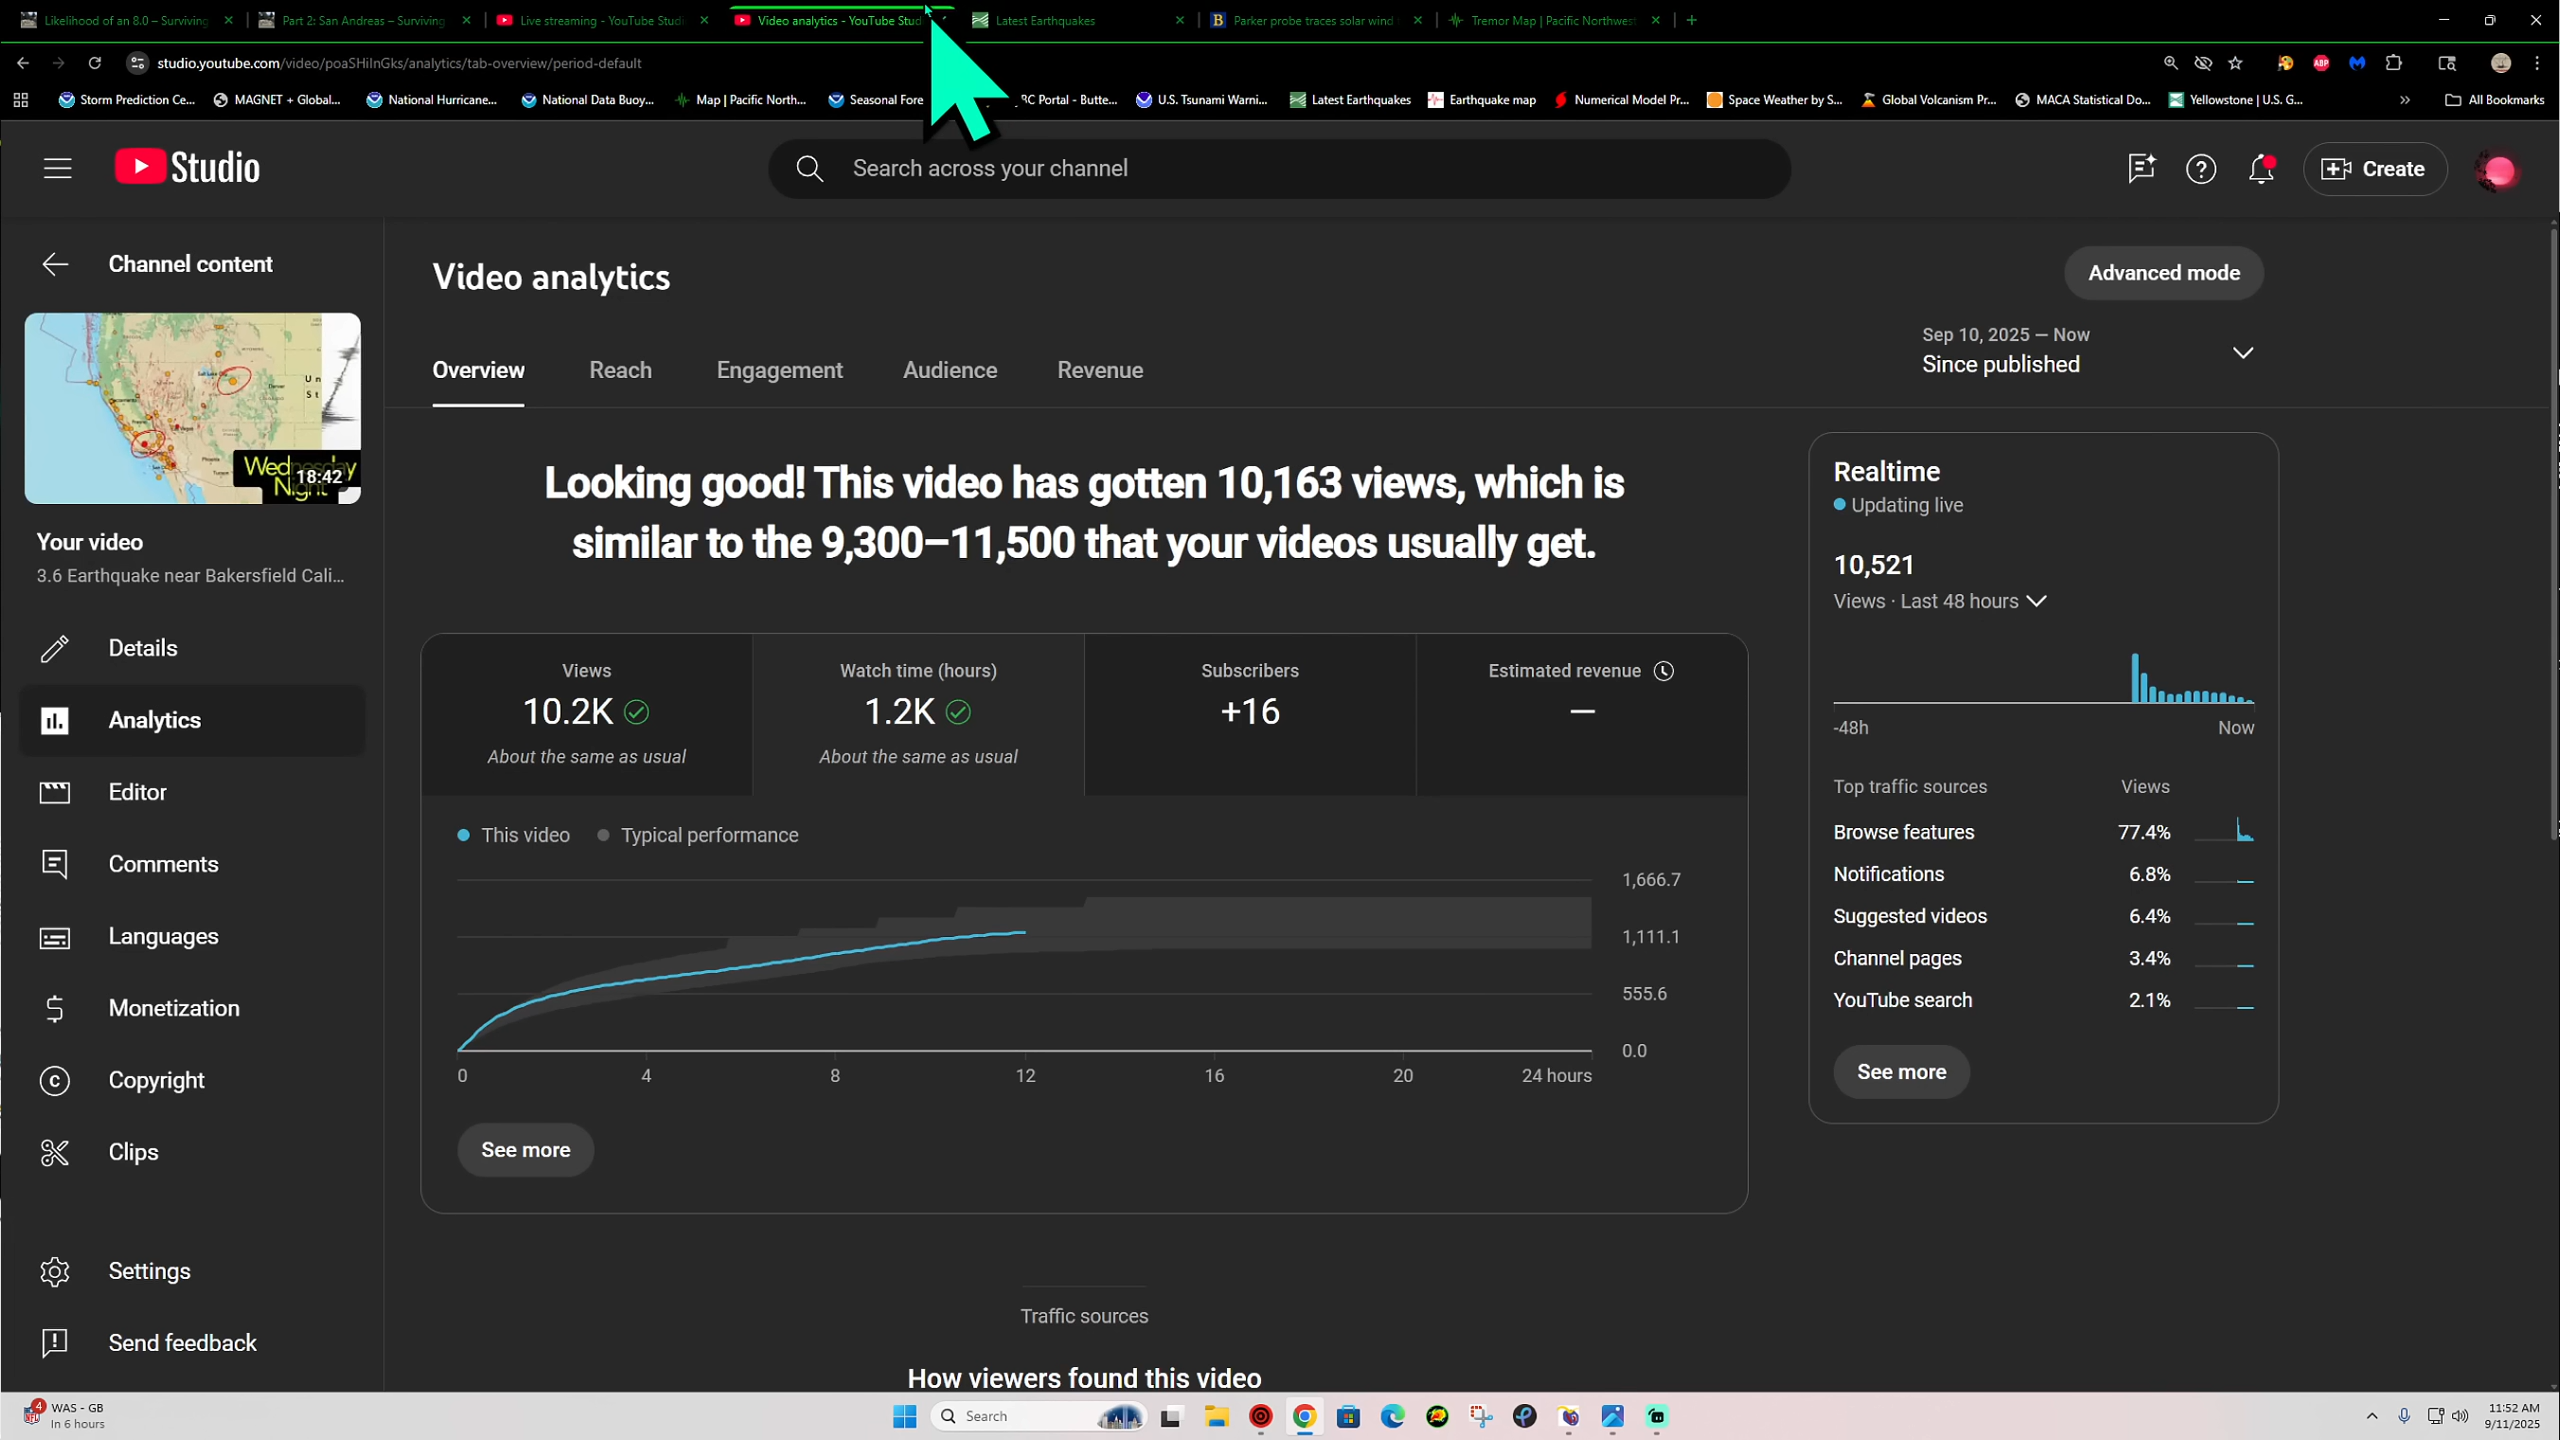 Likelihood of an 8.0 – Surviving
Part 2: San Andreas – Surviving
Live streaming - YouTube Studi
Video analytics - YouTube Stud
Latest Earthquakes
Parker probe traces solar wind
Tremor Map | Pacific Northwes
studio.youtube.com/video/poaSHiInGks/analytics/tab-overview/period-default
ABP
Storm Prediction Ce...
MAGNET + Global...
National Hurricane...
National Data Buoy...
Map | Pacific North...
Seasonal Fore
BC Portal - Butte...
U.S. Tsunami Warni...
Latest Earthquakes
Earthquake map
Numerical Model Pr...
Space Weather by S...
Global Volcanism Pr...
MACA Statistical Do...
Yellowstone | U.S. G...
All Bookmarks
Studio
Search across your channel
Create
Channel content
Wednesday
Night
18:42
Your video
3.6 Earthquake near Bakersfield Cali...
Details
Analytics
Editor
Comments
Languages
Monetization
Copyright
Clips
Settings
Send feedback
Video analytics
Advanced mode
Overview
Reach
Engagement
Audience
Revenue
Sep 10, 2025 – Now
Since published
Looking good! This video has gotten 10,163 views, which is
similar to the 9,300–11,500 that your videos usually get.
Views
10.2K
About the same as usual
Watch time (hours)
1.2K
About the same as usual
Subscribers
+16
Estimated revenue
—
This video
Typical performance
1,666.7
1,111.1
555.6
0.0
0 4 8 12 16 20 24 hours
See more
Traffic sources
How viewers found this video
Realtime
Updating live
10,521
Views · Last 48 hours
-48h Now
Top traffic sources Views
Browse features 77.4%
Notifications 6.8%
Suggested videos 6.4%
Channel pages 3.4%
YouTube search 2.1%
See more
4
WAS - GB
In 6 hours
Search
11:52 AM
9/11/2025